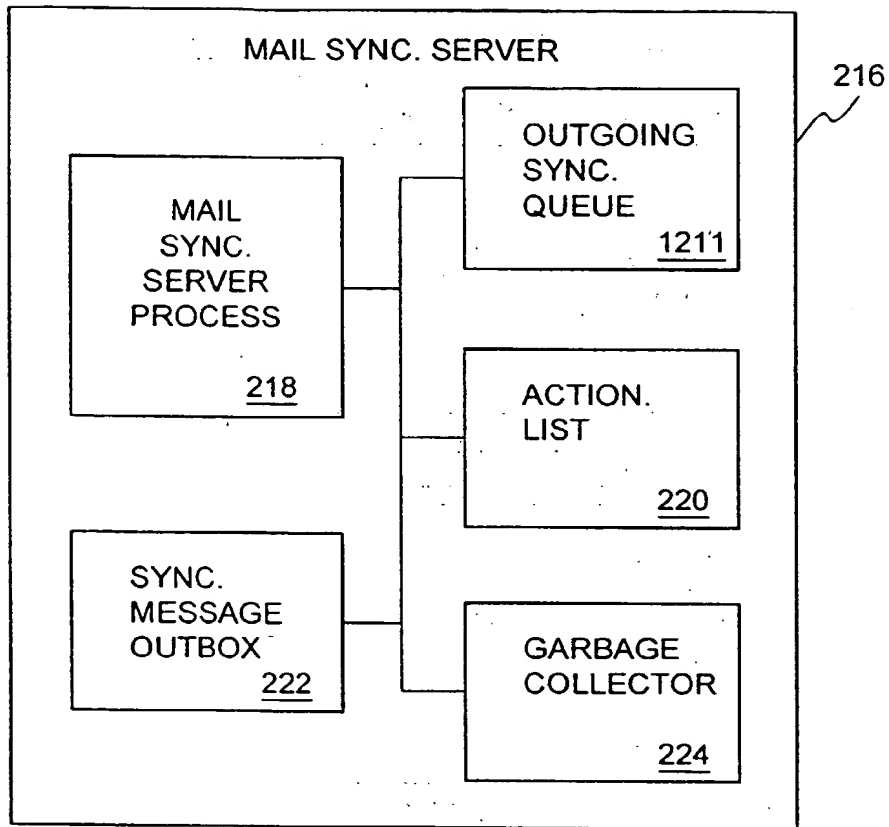 MAIL SYNC. SERVER
216
MAIL
SYNC.
SERVER
PROCESS
218
OUTGOING
SYNC.
QUEUE
1211
ACTION.
LIST
220
SYNC.
MESSAGE
OUTBOX
222
GARBAGE
COLLECTOR
224